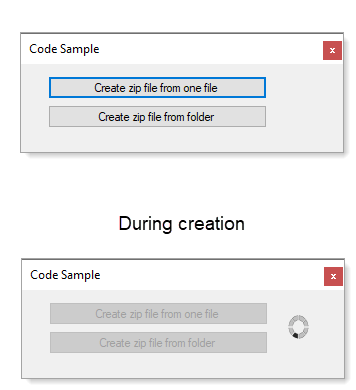 Code Sample
x
Create zip file from one file
Create zip file from folder
During creation
Code Sample
x
Create zip file from one file
Create zip file from folder